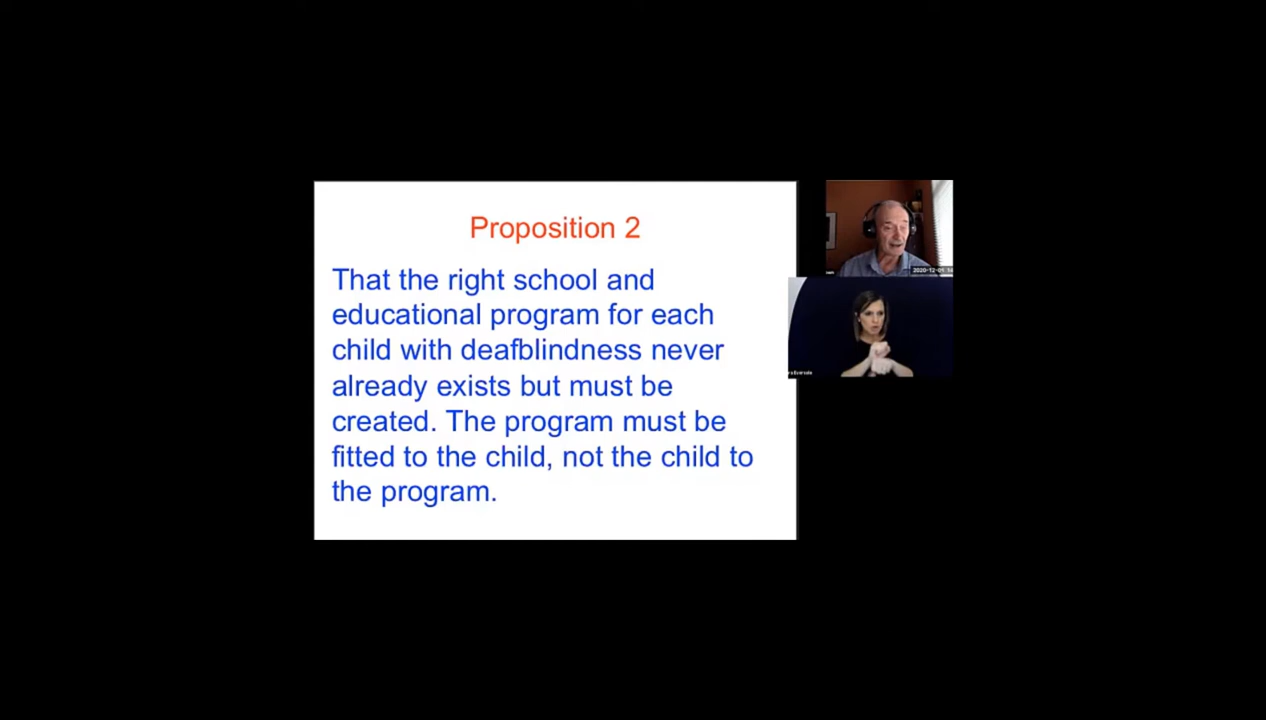 Proposition 2
That the right school and
educational program for each
child with deafblindness never
already exists but must be
created. The program must be
fitted to the child, not the child to
the program.